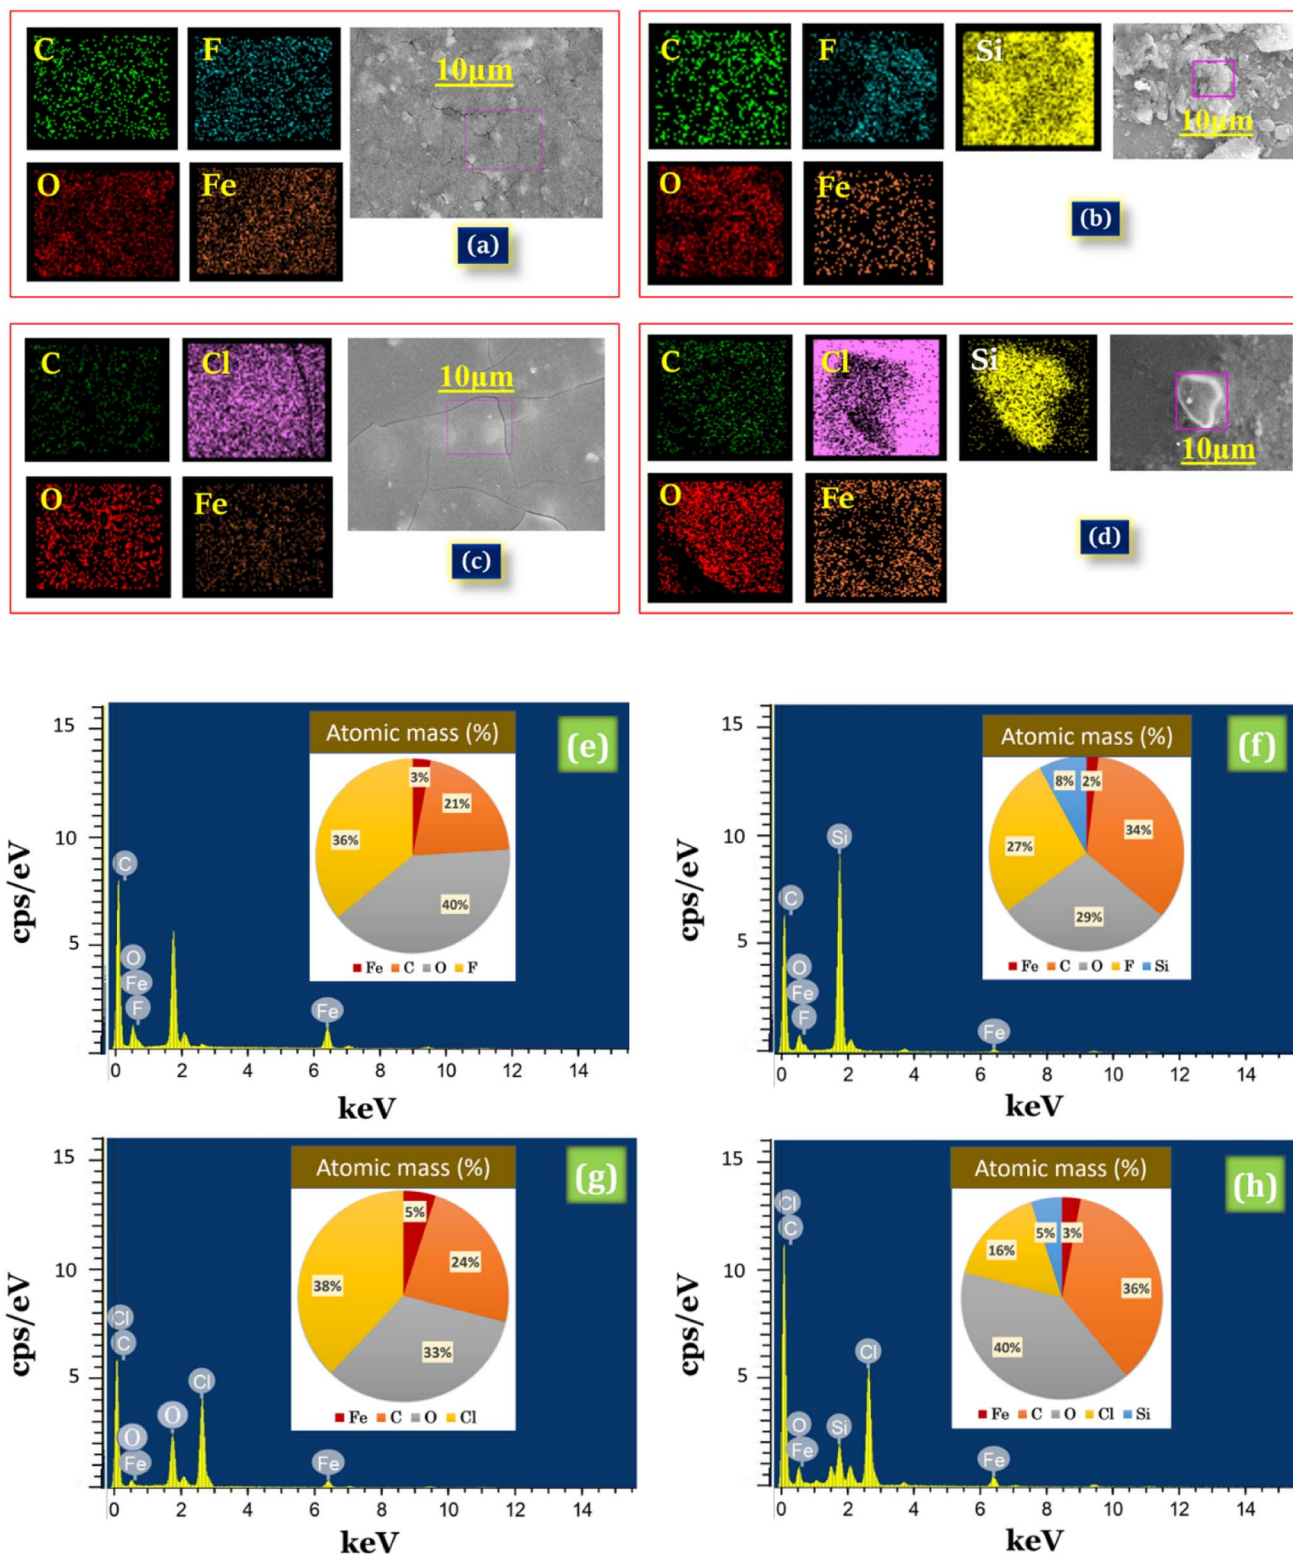 C F
10μm
O Fe
(a)
C F Si
10μm
O Fe
(b)
C Cl
10μm
O Fe
(c)
C Cl Si
10μm
O Fe
(d)
(e)
Atomic mass (%)
3%
21%
36%
40%
Fe C O F
15
10
5
cps/eV
C
O
Fe
F
Fe
0 2 4 6 8 10 12 14
keV
(f)
Atomic mass (%)
8% 2%
34%
27%
29%
Fe C O F Si
15
10
5
cps/eV
Si
C
O
Fe
F
Fe
0 2 4 6 8 10 12 14
keV
(g)
Atomic mass (%)
5%
24%
38%
33%
Fe C O Cl
15
10
5
cps/eV
Cl
C
O
Cl
O
Fe
Fe
0 2 4 6 8 10 12 14
keV
(h)
Atomic mass (%)
5% 3%
16%
36%
40%
Fe C O Cl Si
15
10
5
cps/eV
Cl
C
Cl
O
Si
Fe
Fe
0 2 4 6 8 10 12 14
keV